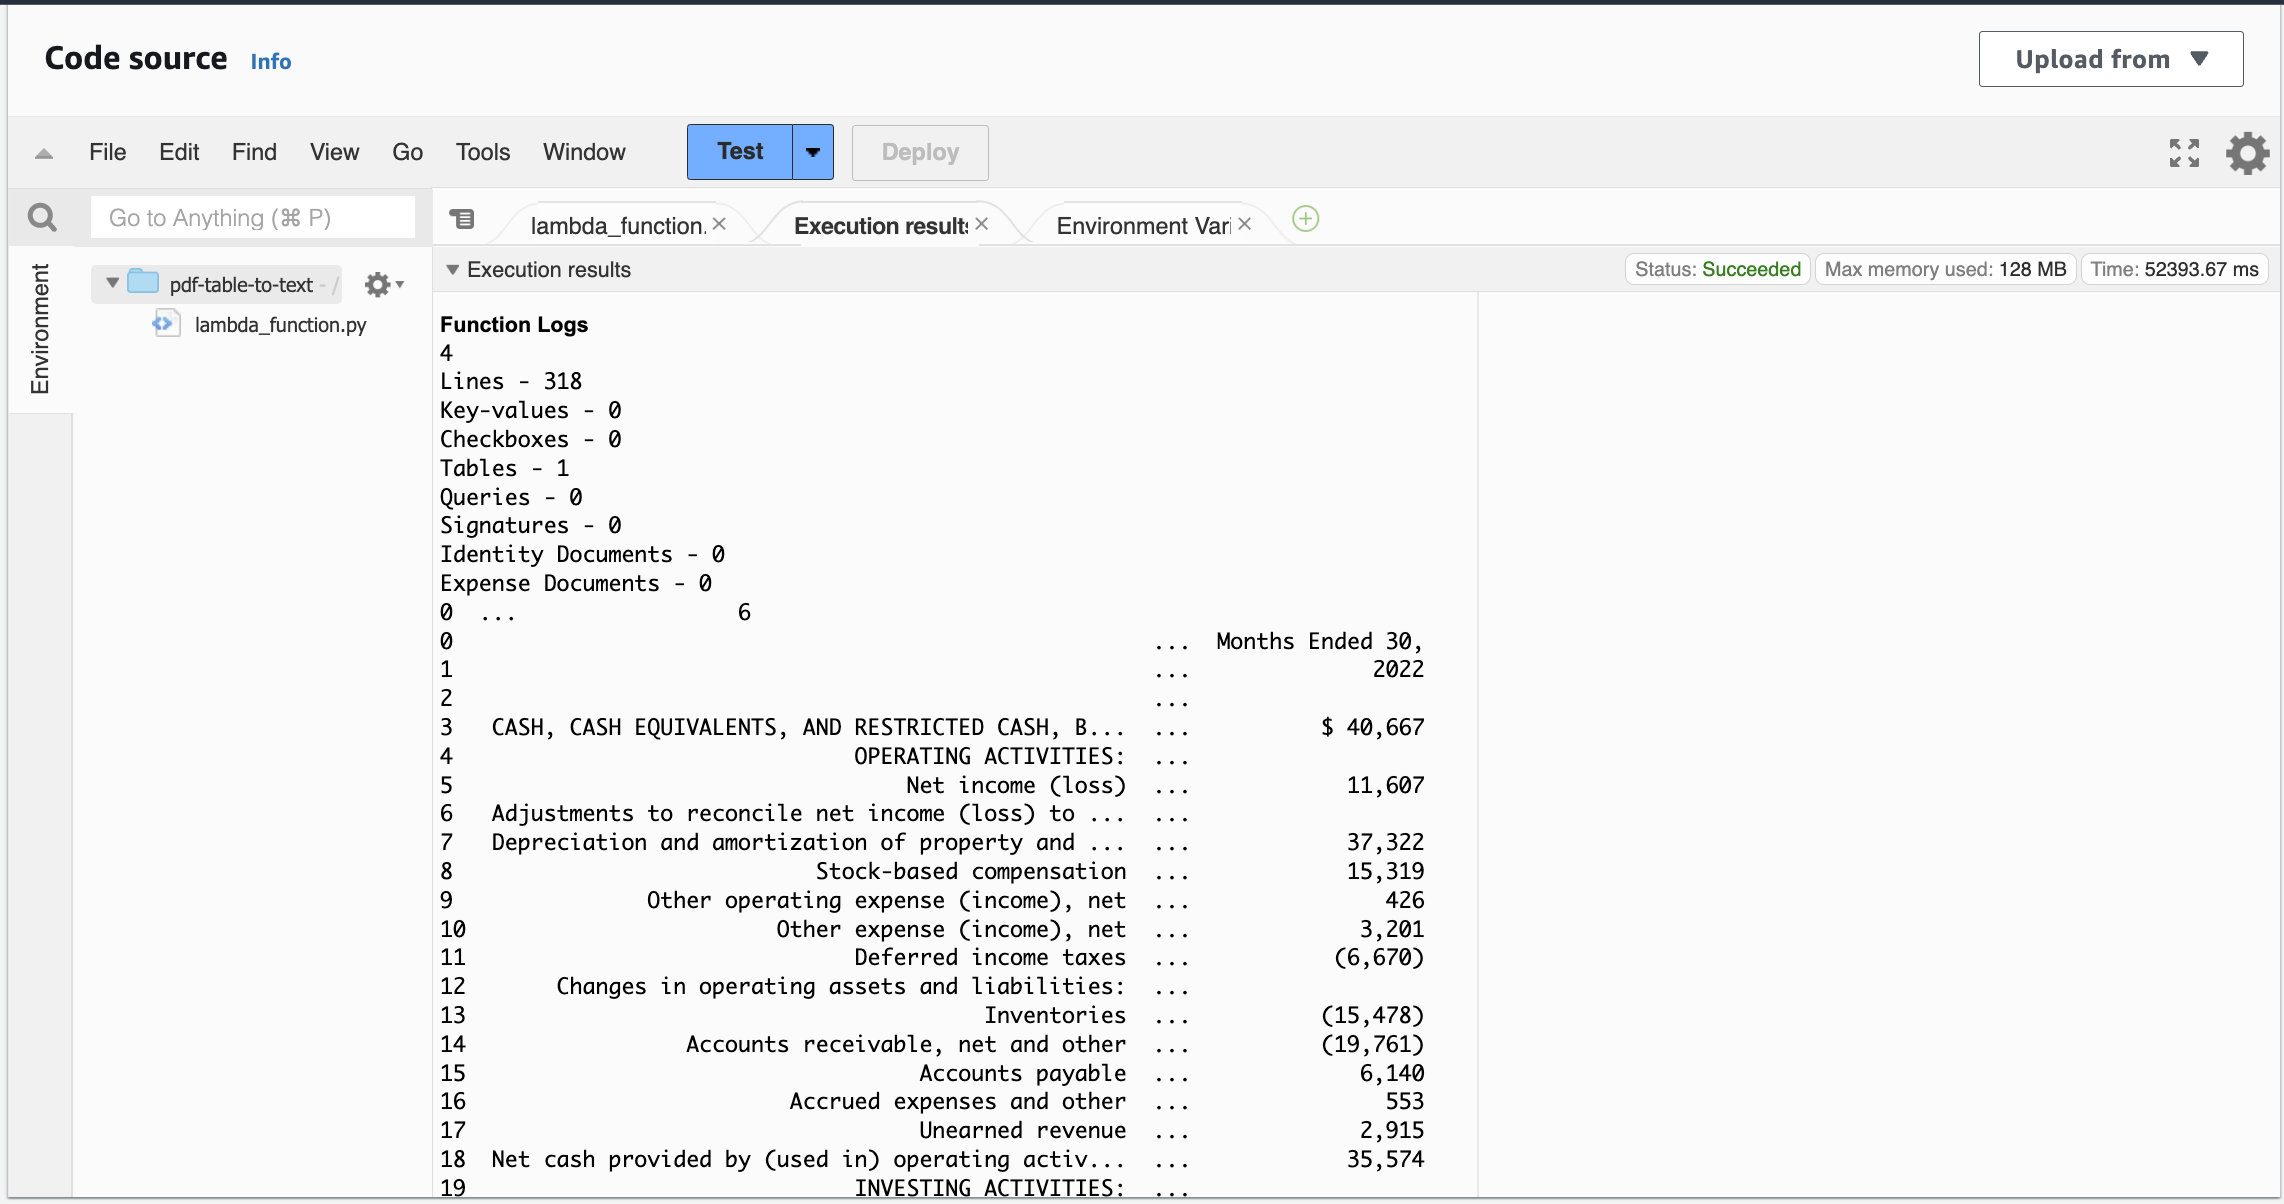 Code source Info Upload from
File Edit Find View Go Tools Window Test Deploy
Go to Anything (⌘ P)
lambda_function. Execution results Environment Vari
Execution results Status: Succeeded Max memory used: 128 MB Time: 52393.67 ms
Environment
pdf-table-to-text - /
lambda_function.py
Function Logs
4
Lines - 318
Key-values - 0
Checkboxes - 0
Tables - 1
Queries - 0
Signatures - 0
Identity Documents - 0
Expense Documents - 0
0 ... 6
0 ... Months Ended 30,
1 ... 2022
2 ...
3 CASH, CASH EQUIVALENTS, AND RESTRICTED CASH, B... ... $ 40,667
4 OPERATING ACTIVITIES: ...
5 Net income (loss) ... 11,607
6 Adjustments to reconcile net income (loss) to ... ...
7 Depreciation and amortization of property and ... ... 37,322
8 Stock-based compensation ... 15,319
9 Other operating expense (income), net ... 426
10 Other expense (income), net ... 3,201
11 Deferred income taxes ... (6,670)
12 Changes in operating assets and liabilities: ...
13 Inventories ... (15,478)
14 Accounts receivable, net and other ... (19,761)
15 Accounts payable ... 6,140
16 Accrued expenses and other ... 553
17 Unearned revenue ... 2,915
18 Net cash provided by (used in) operating activ... ... 35,574
19 INVESTING ACTIVITIES: ...